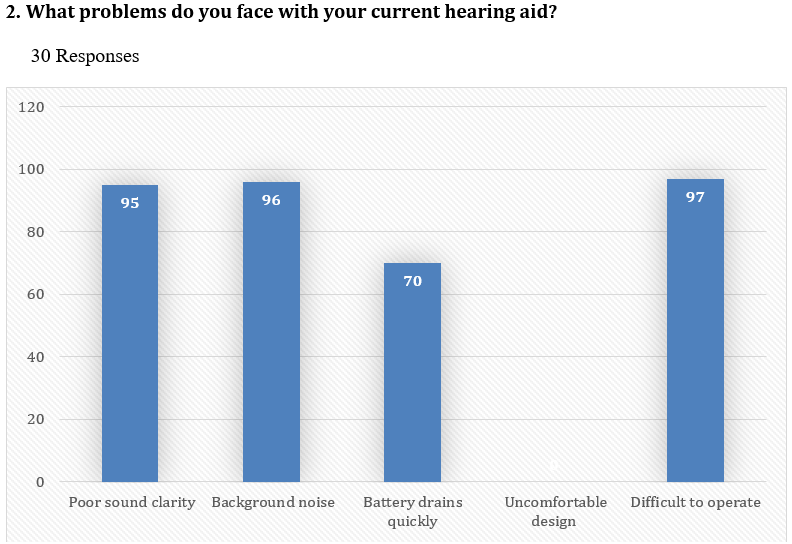 2. What problems do you face with your current hearing aid?
30 Responses
120
100
80
60
40
20
0
95
96
70
0
97
Poor sound clarity
Background noise
Battery drains
quickly
Uncomfortable
design
Difficult to operate